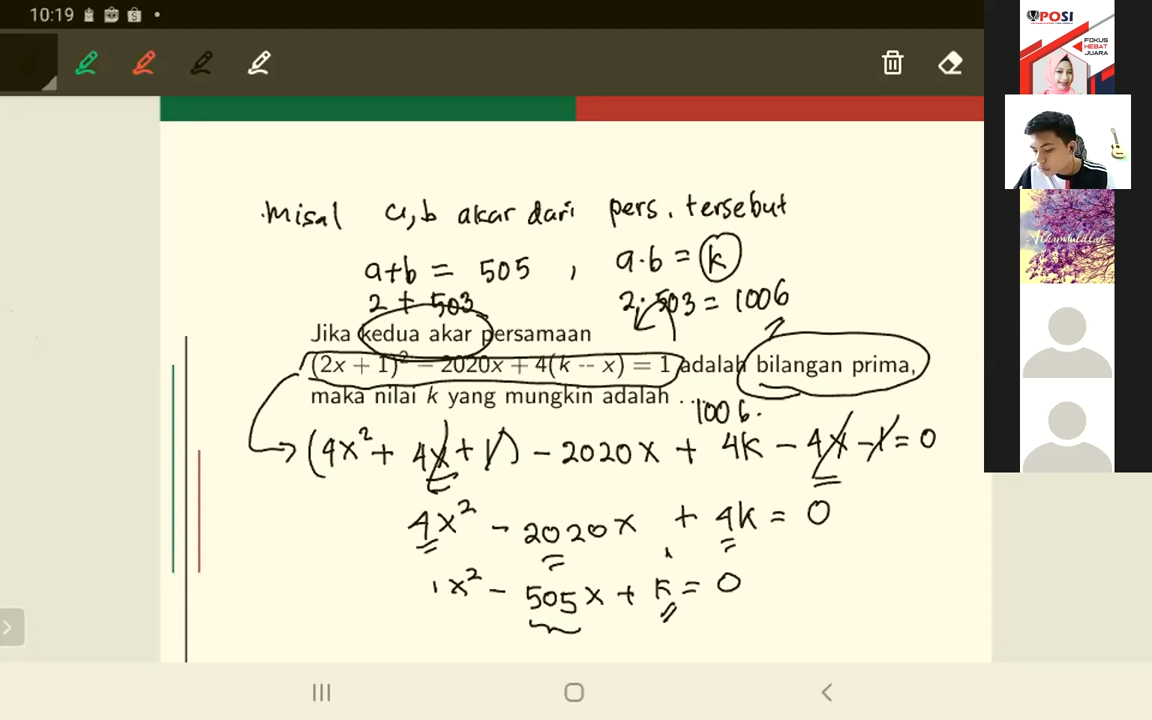 10:19
POSI
FOKUS
HEBAT
JUARA
Misal a, b akar dari pers. tersebut
a+b = 505 , a·b = k
2 + 503 2·503 = 1006
Jika kedua akar persamaan
(2x + 1)² − 2020x + 4(k −− x) = 1 adalah bilangan prima,
maka nilai k yang mungkin adalah ... 1006.
(4x² + 4x + 1) − 2020x + 4k − 4x − 1 = 0
4x² − 2020x + 4k = 0
1x² − 505x + k = 0
Alhamdulillah